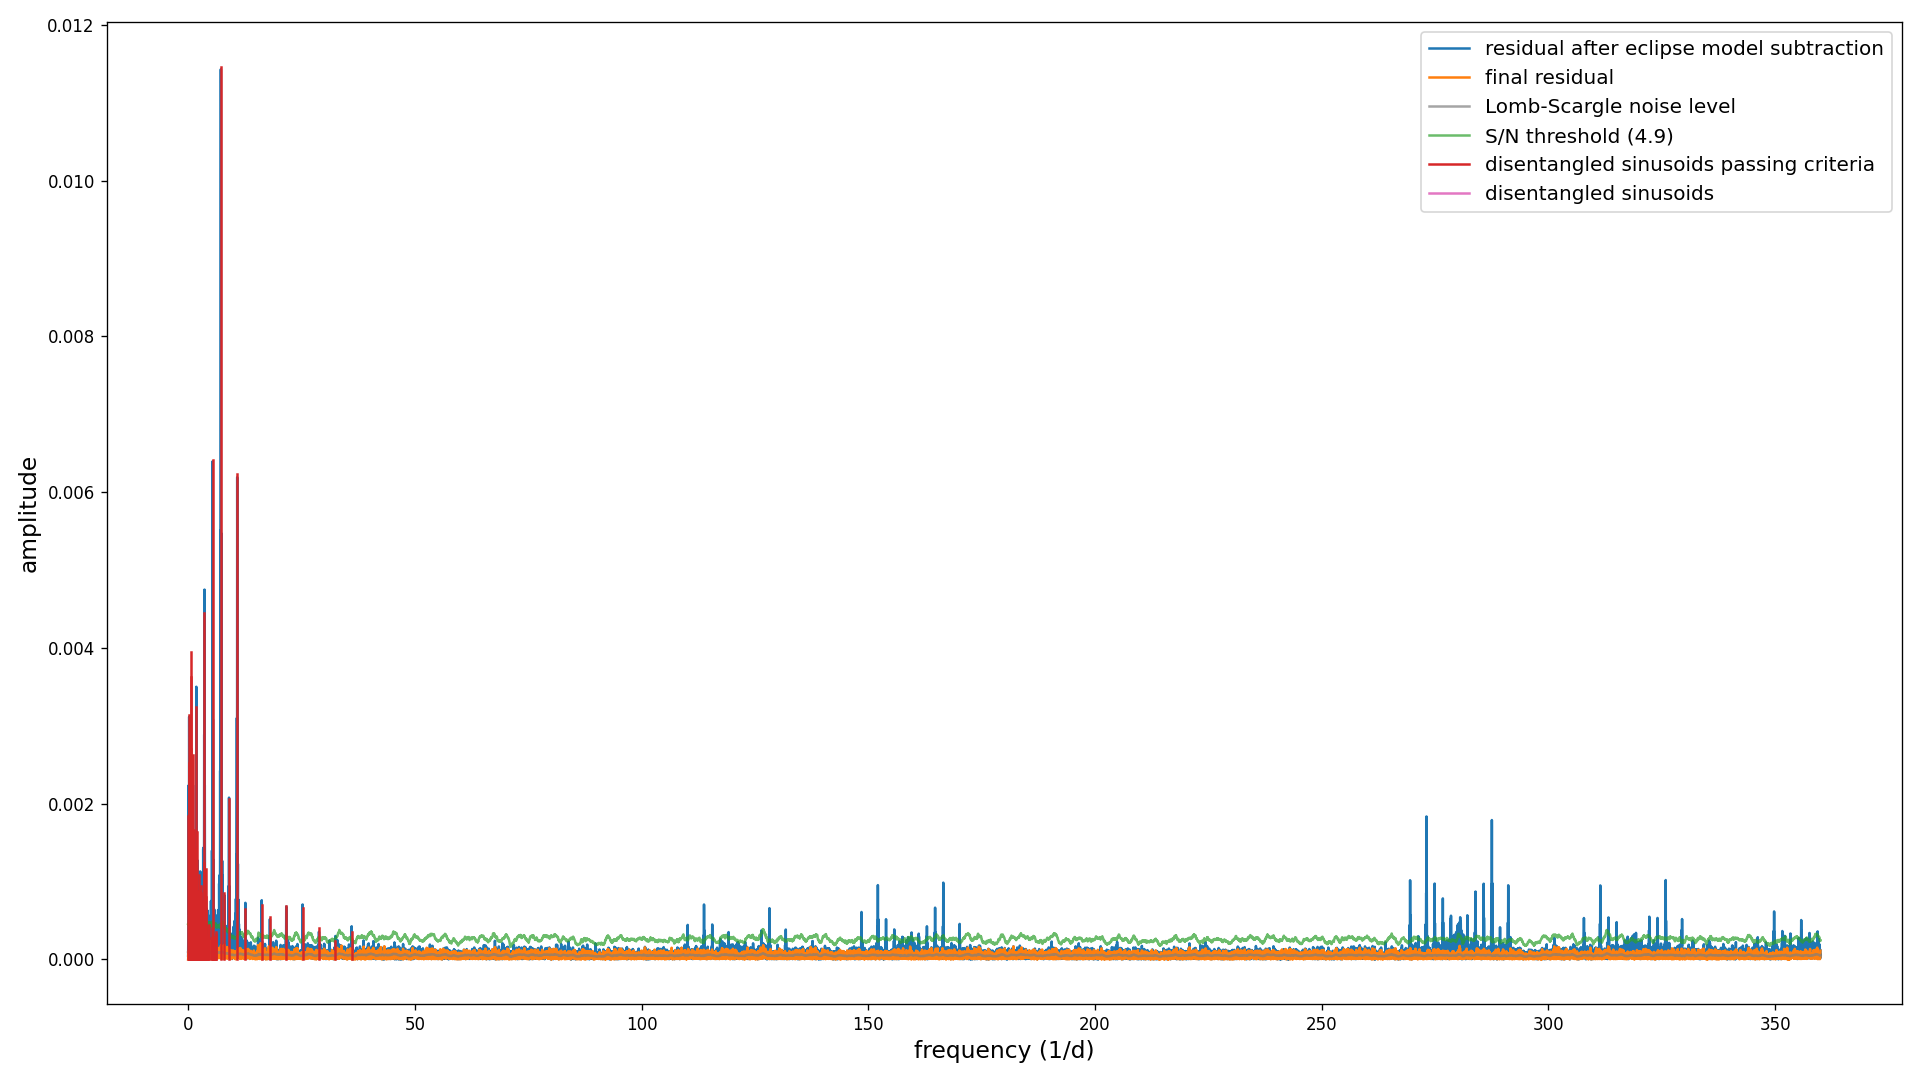 0.012
0.010
0.008
0.006
0.004
0.002
0.000
amplitude
0
50
100
150
200
250
300
350
frequency (1/d)
residual after eclipse model subtraction
final residual
Lomb-Scargle noise level
S/N threshold (4.9)
disentangled sinusoids passing criteria
disentangled sinusoids